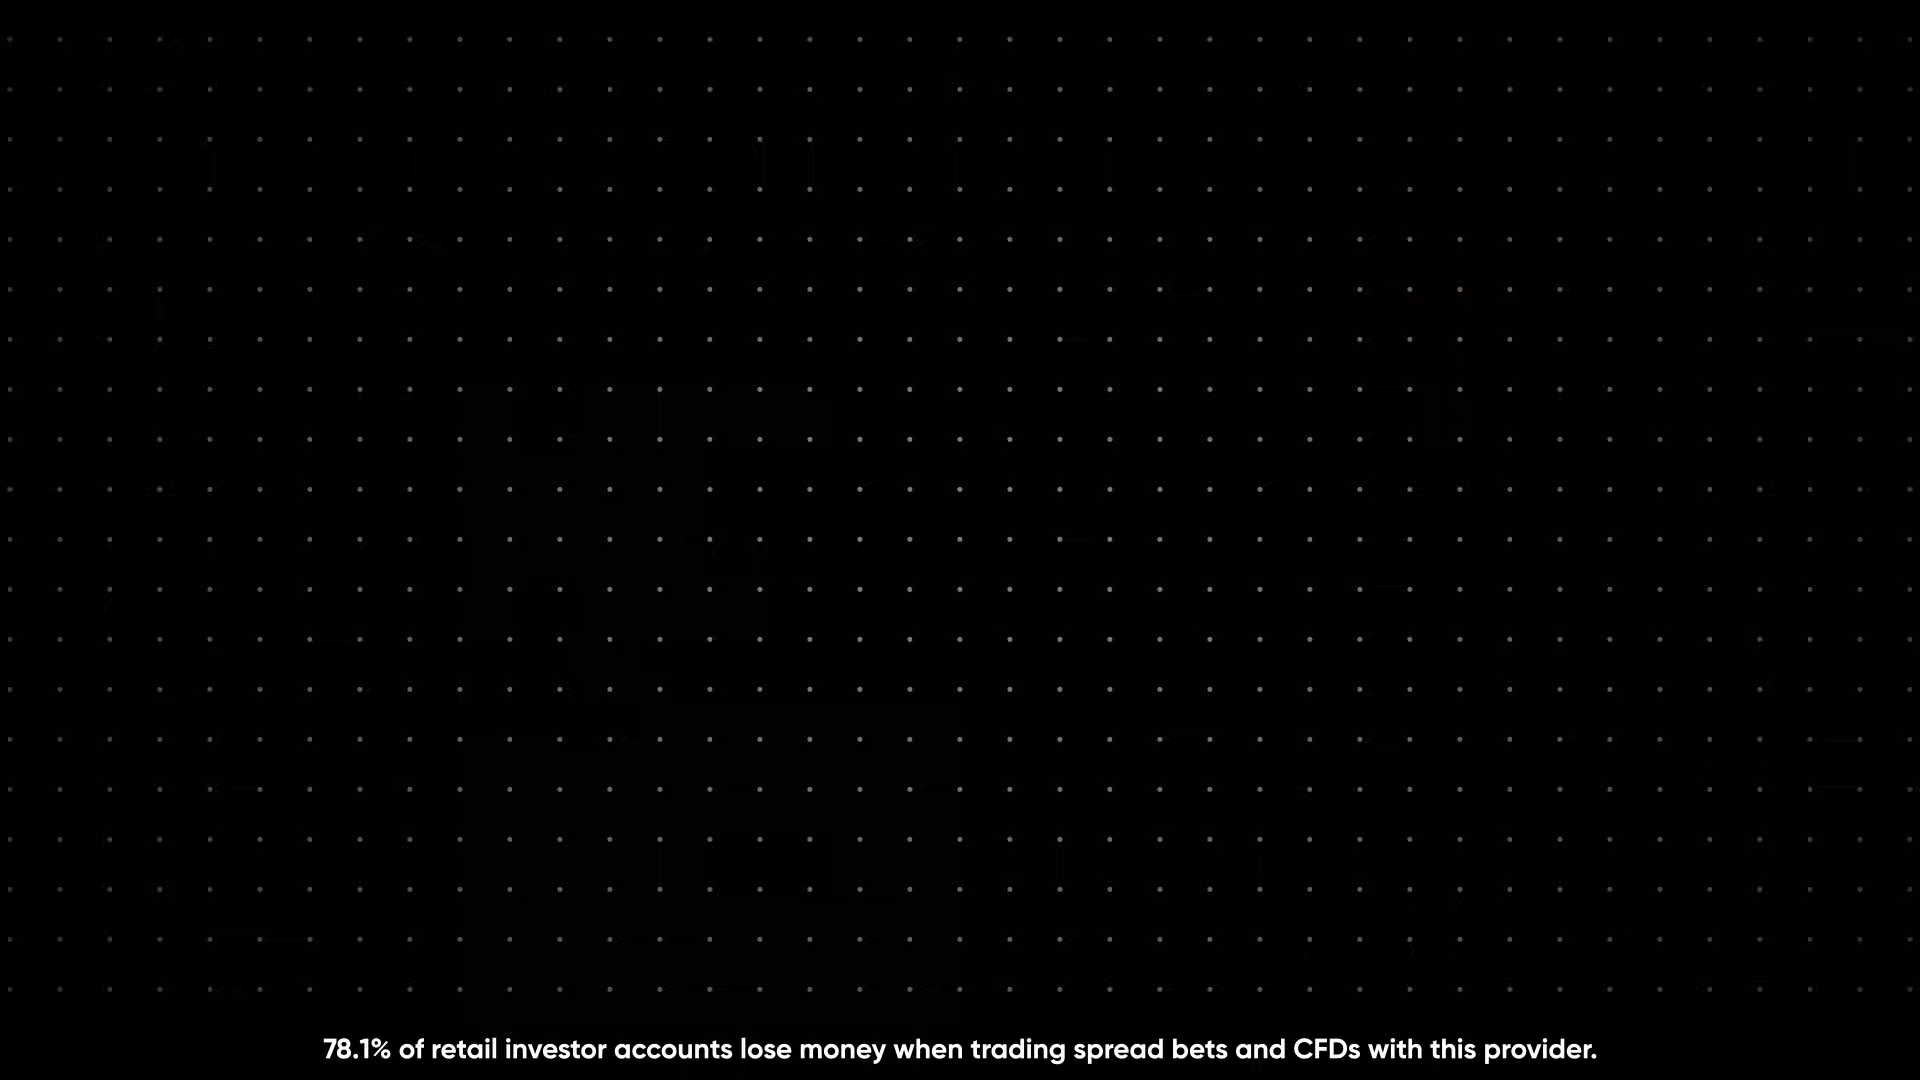 78.1% of retail investor accounts lose money when trading spread bets and CFDs with this provider.